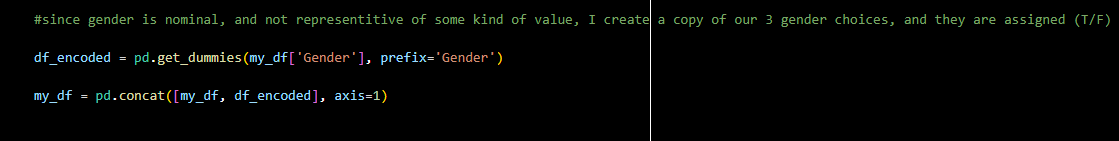 #since gender is nominal, and not representitive of some kind of value, I create a copy of our 3 gender choices, and they are assigned (T/F)
df_encoded = pd.get_dummies(my_df['Gender'], prefix='Gender')
my_df = pd.concat([my_df, df_encoded], axis=1)